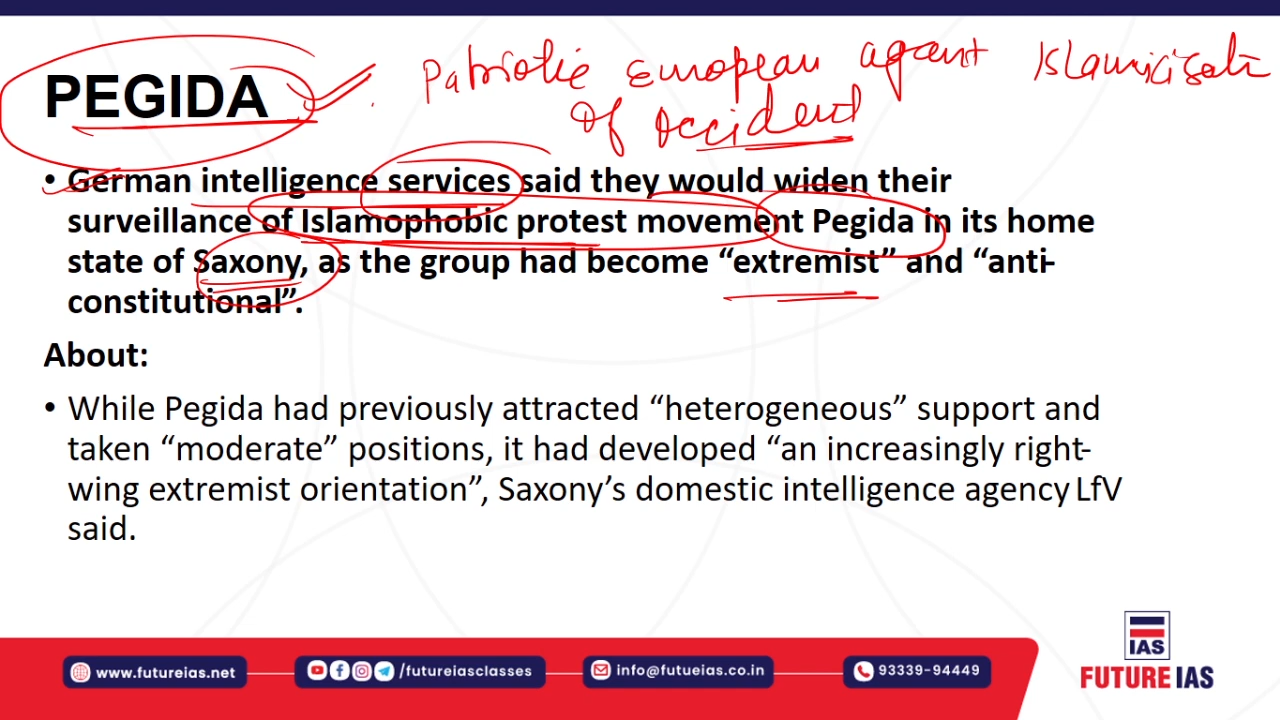 Patriotic European against Islamicisati
PEGIDA
of Occident
• German intelligence services said they would widen their
surveillance of Islamophobic protest movement Pegida in its home
state of Saxony, as the group had become “extremist” and “anti-
constitutional”.
About:
• While Pegida had previously attracted “heterogeneous” support and
taken “moderate” positions, it had developed “an increasingly right-
wing extremist orientation”, Saxony’s domestic intelligence agency LfV
said.
IAS
www.futureias.net /futureiasclasses info@futueias.co.in 93339-94449
FUTURE IAS